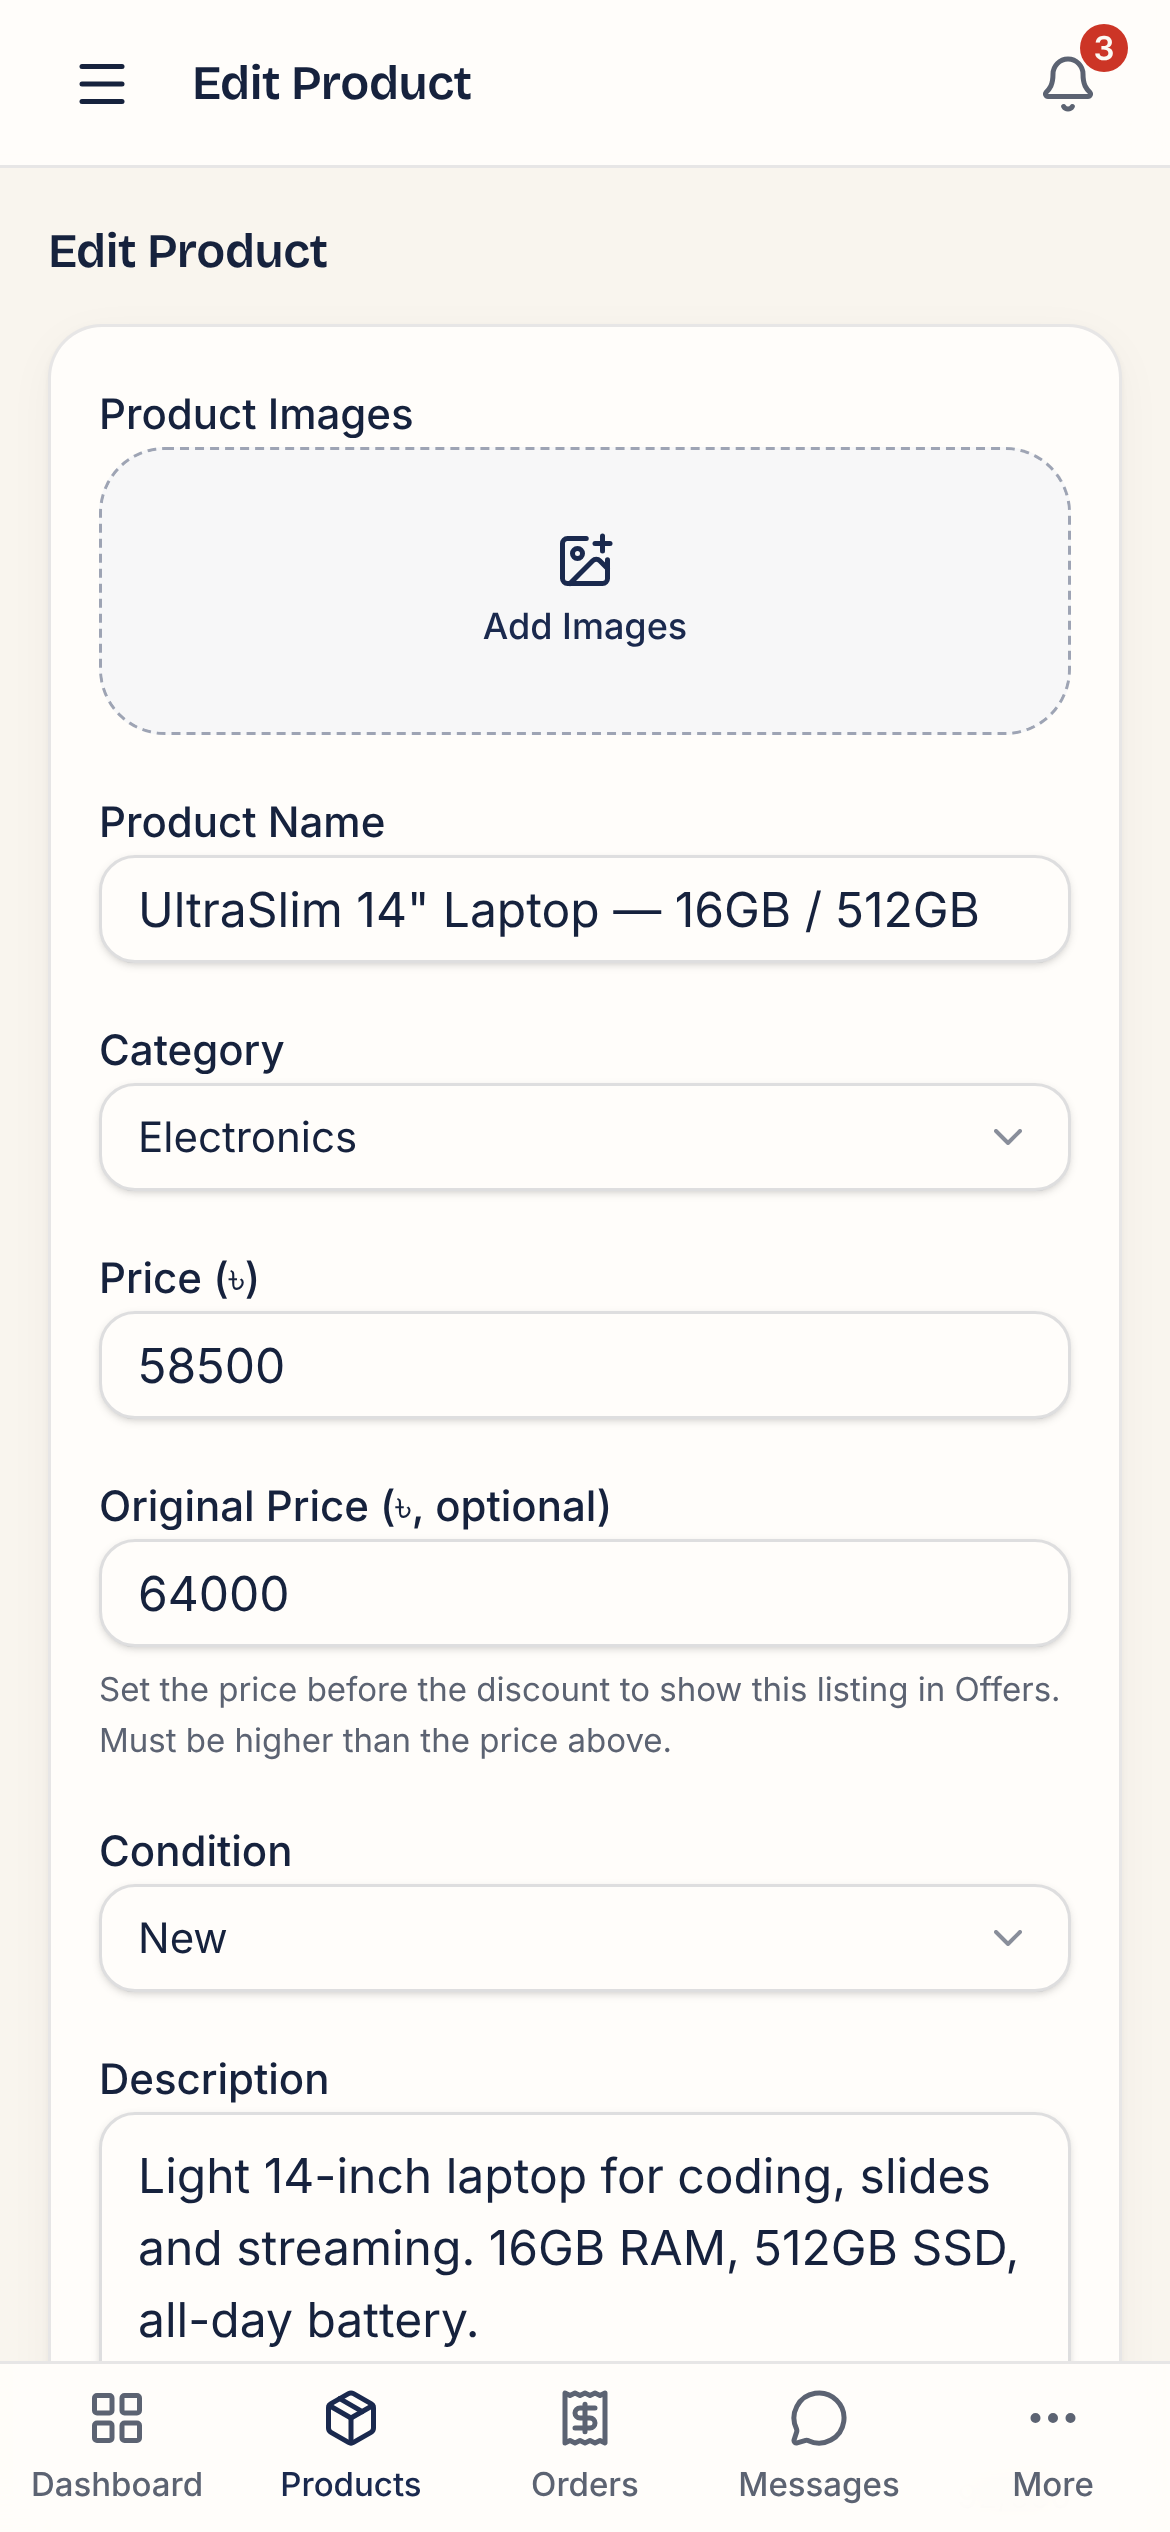 Edit Product
3
Edit Product
Product Images
Add Images
Product Name
UltraSlim 14" Laptop — 16GB / 512GB
Category
Electronics
Price (৳)
58500
Original Price (৳, optional)
64000
Set the price before the discount to show this listing in Offers.
Must be higher than the price above.
Condition
New
Description
Light 14-inch laptop for coding, slides
and streaming. 16GB RAM, 512GB SSD,
all-day battery.
Dashboard
Products
Orders
Messages
More